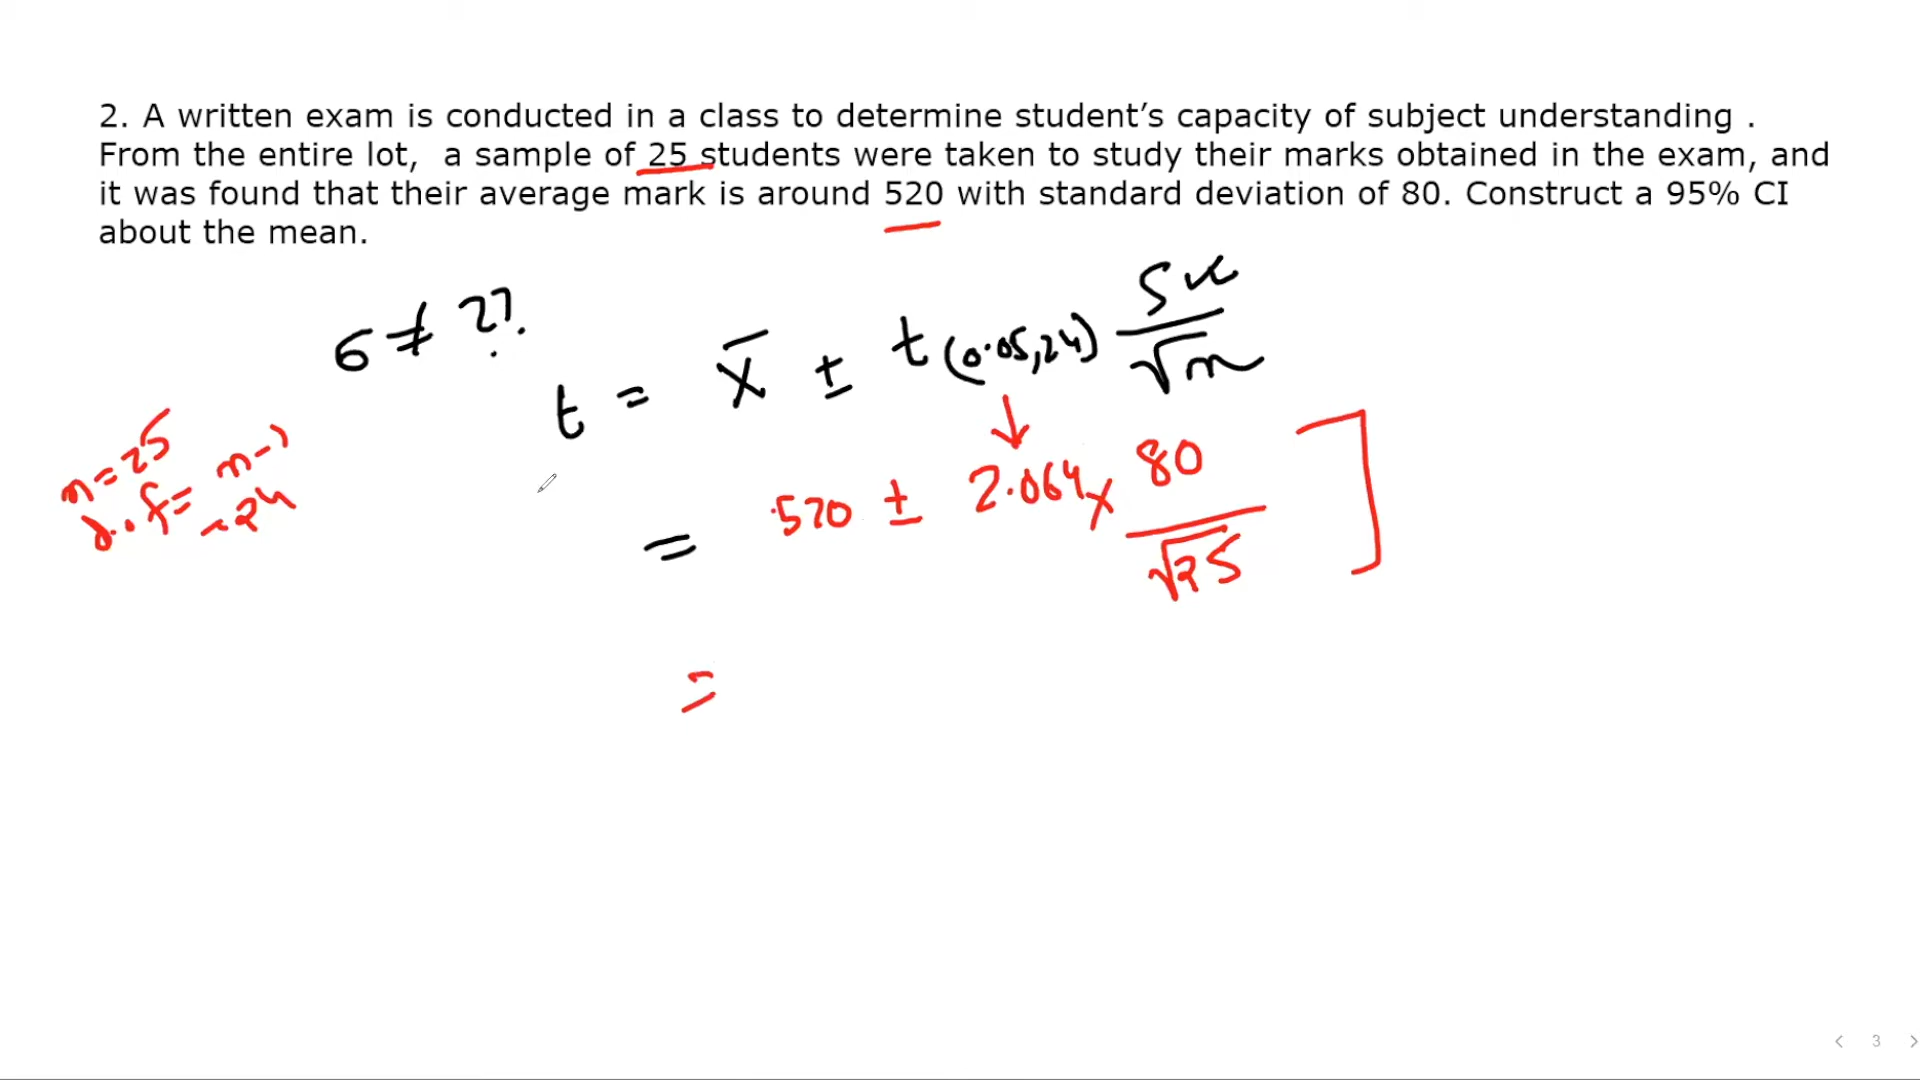 2. A written exam is conducted in a class to determine student’s capacity of subject understanding .
From the entire lot, a sample of 25 students were taken to study their marks obtained in the exam, and
it was found that their average mark is around 520 with standard deviation of 80. Construct a 95% CI
about the mean.
6 ≠ ??
t = X̅ ± t(0.05,24) Sx/√n
n=25
d.of= n-1
=24
= 520 ± 2.064 x 80/√25 ]
=
< 3 >